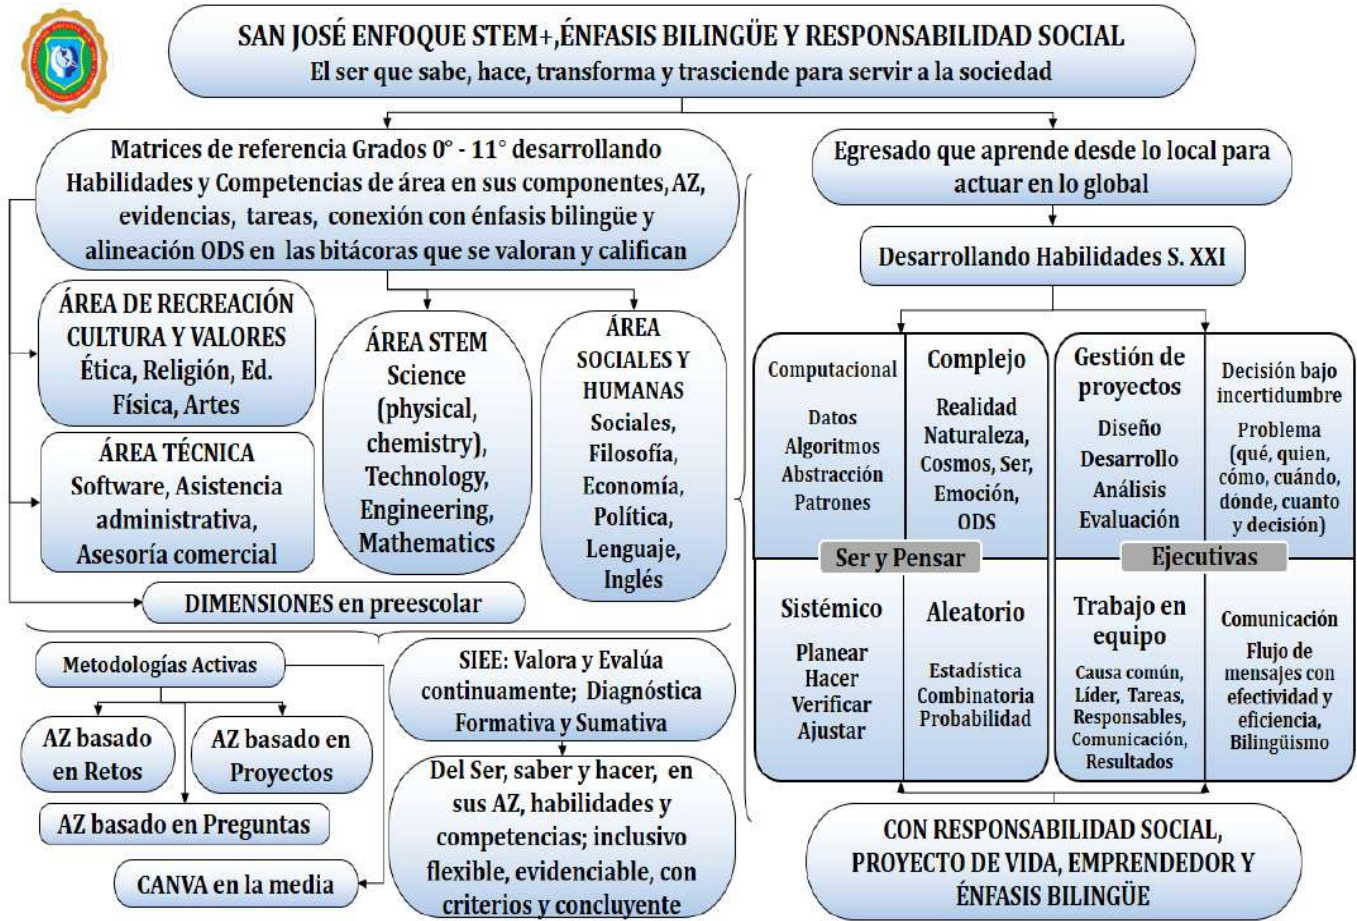 SAN JOSÉ ENFOQUE STEM+,ÉNFASIS BILINGÜE Y RESPONSABILIDAD SOCIAL
El ser que sabe, hace, transforma y trasciende para servir a la sociedad
Matrices de referencia Grados 0° - 11° desarrollando
Habilidades y Competencias de área en sus componentes, AZ,
evidencias, tareas, conexión con énfasis bilingüe y
alineación ODS en las bitácoras que se valoran y califican
ÁREA DE RECREACIÓN
CULTURA Y VALORES
Ética, Religión, Ed.
Física, Artes
ÁREA TÉCNICA
Software, Asistencia
administrativa,
Asesoría comercial
ÁREA STEM
Science
(physical,
chemistry),
Technology,
Engineering,
Mathematics
ÁREA
SOCIALES Y
HUMANAS
Sociales,
Filosofía,
Economía,
Política,
Lenguaje,
Inglés
DIMENSIONES en preescolar
Metodologías Activas
AZ basado
en Retos
AZ basado en
Proyectos
AZ basado en Preguntas
CANVA en la media
SIEE: Valora y Evalúa
continuamente; Diagnóstica
Formativa y Sumativa
Del Ser, saber y hacer, en
sus AZ, habilidades y
competencias; inclusivo
flexible, evidenciable, con
criterios y concluyente
Egresado que aprende desde lo local para
actuar en lo global
Desarrollando Habilidades S. XXI
Computacional
Datos
Algoritmos
Abstracción
Patrones
Complejo
Realidad
Naturaleza,
Cosmos, Ser,
Emoción,
ODS
Ser y Pensar
Sistémico
Planear
Hacer
Verificar
Ajustar
Aleatorio
Estadística
Combinatoria
Probabilidad
Gestión de
proyectos
Diseño
Desarrollo
Análisis
Evaluación
Decisión bajo
incertidumbre
Problema
(qué, quien,
cómo, cuándo,
dónde, cuanto
y decisión)
Ejecutivas
Trabajo en
equipo
Causa común,
Líder, Tareas,
Responsables,
Comunicación,
Resultados
Comunicación
Flujo de
mensajes con
efectividad y
eficiencia,
Bilingüismo
CON RESPONSABILIDAD SOCIAL,
PROYECTO DE VIDA, EMPRENDEDOR Y
ÉNFASIS BILINGÜE